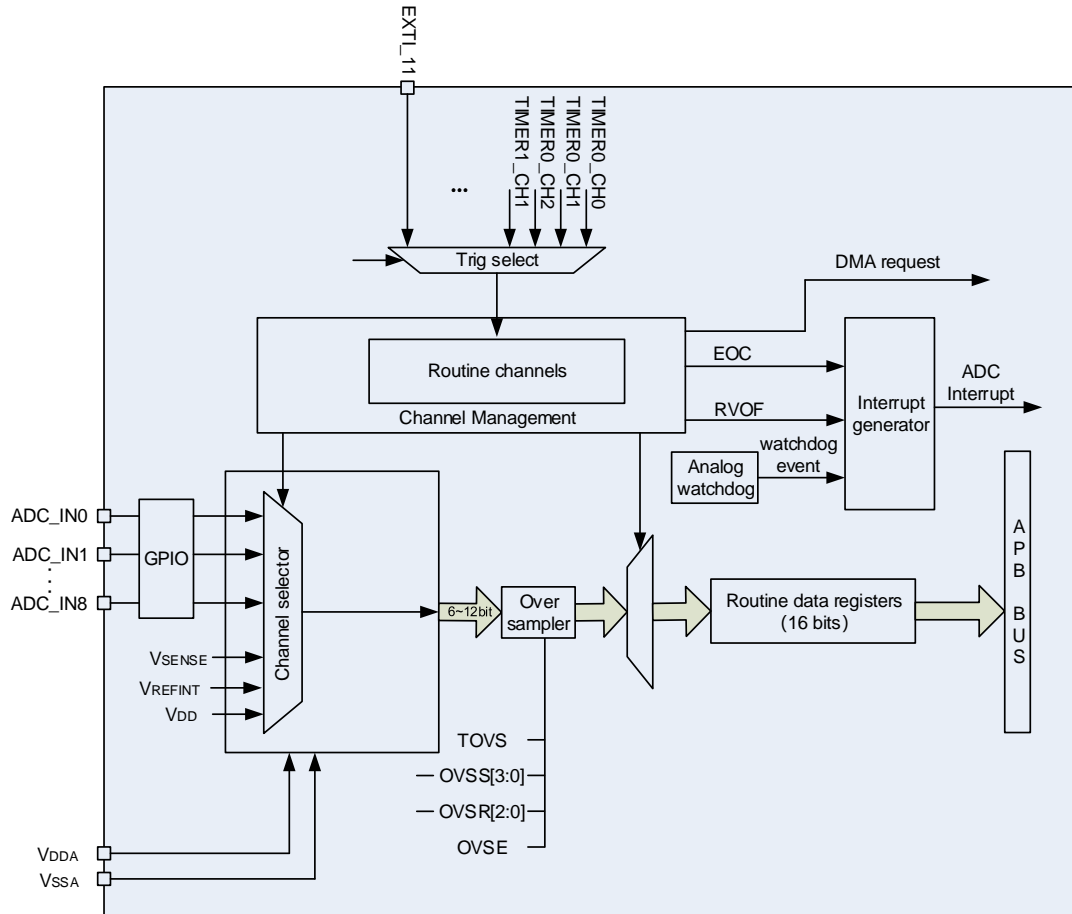 EXTI_11
...
TIMER1_CH1
TIMER0_CH2
TIMER0_CH1
TIMER0_CH0
Trig select
DMA request
Routine channels
Channel Management
EOC
RVOF
Interrupt
generator
ADC
Interrupt
Analog
watchdog
watchdog
event
ADC_IN0
ADC_IN1
ADC_IN8
GPIO
Channel selector
VSENSE
VREFINT
VDD
6~12bit
Over
sampler
Routine data registers
(16 bits)
APB BUS
TOVS
OVSS[3:0]
OVSR[2:0]
OVSE
VDDA
VSSA